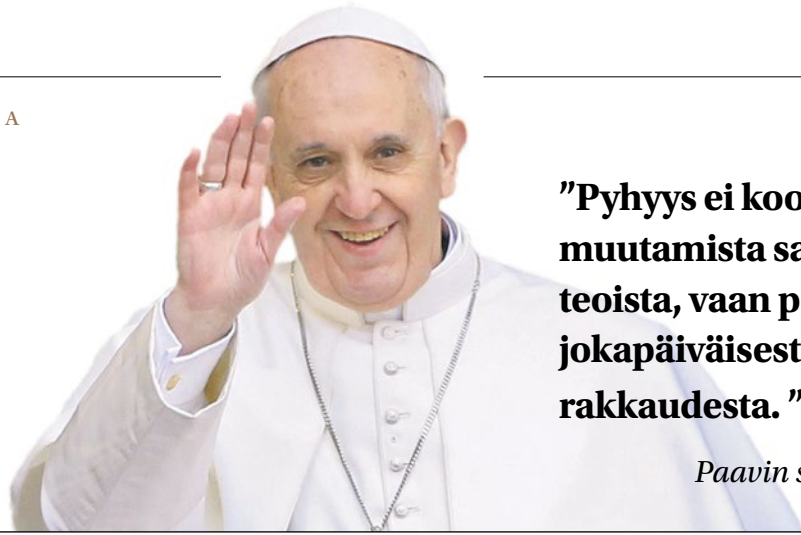 A
”Pyhyys ei koo
muutamista sa
teoista, vaan p
jokapäiväisest
rakkaudesta. ”
Paavin s